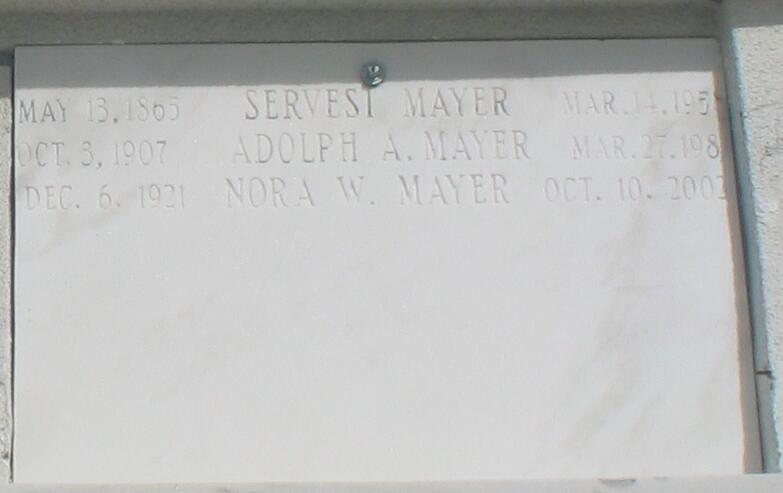 MAY 13, 1865 SERVEST MAYER MAR. 14,
OCT. 3, 1907 ADOLPH A. MAYER MAR. 27,
DEC. 6, 1921 NORA W. MAYER OCT. 10, 2002